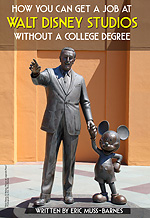 HOW YOU CAN GET A JOB AT
WALT DISNEY STUDIOS
WITHOUT A COLLEGE DEGREE
WRITTEN BY ERIC MUSS-BARNES